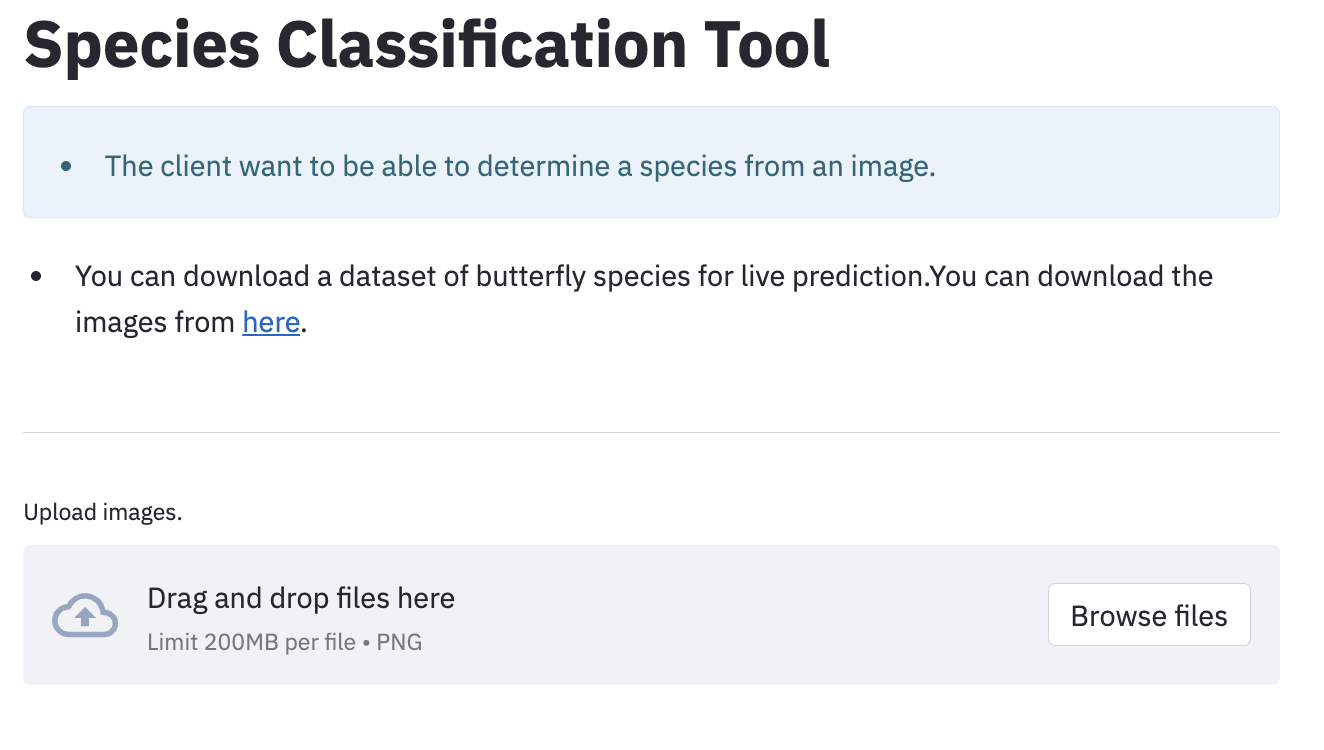 Species Classification Tool
• The client want to be able to determine a species from an image.
• You can download a dataset of butterfly species for live prediction.You can download the
images from here.
Upload images.
Drag and drop files here
Limit 200MB per file • PNG
Browse files